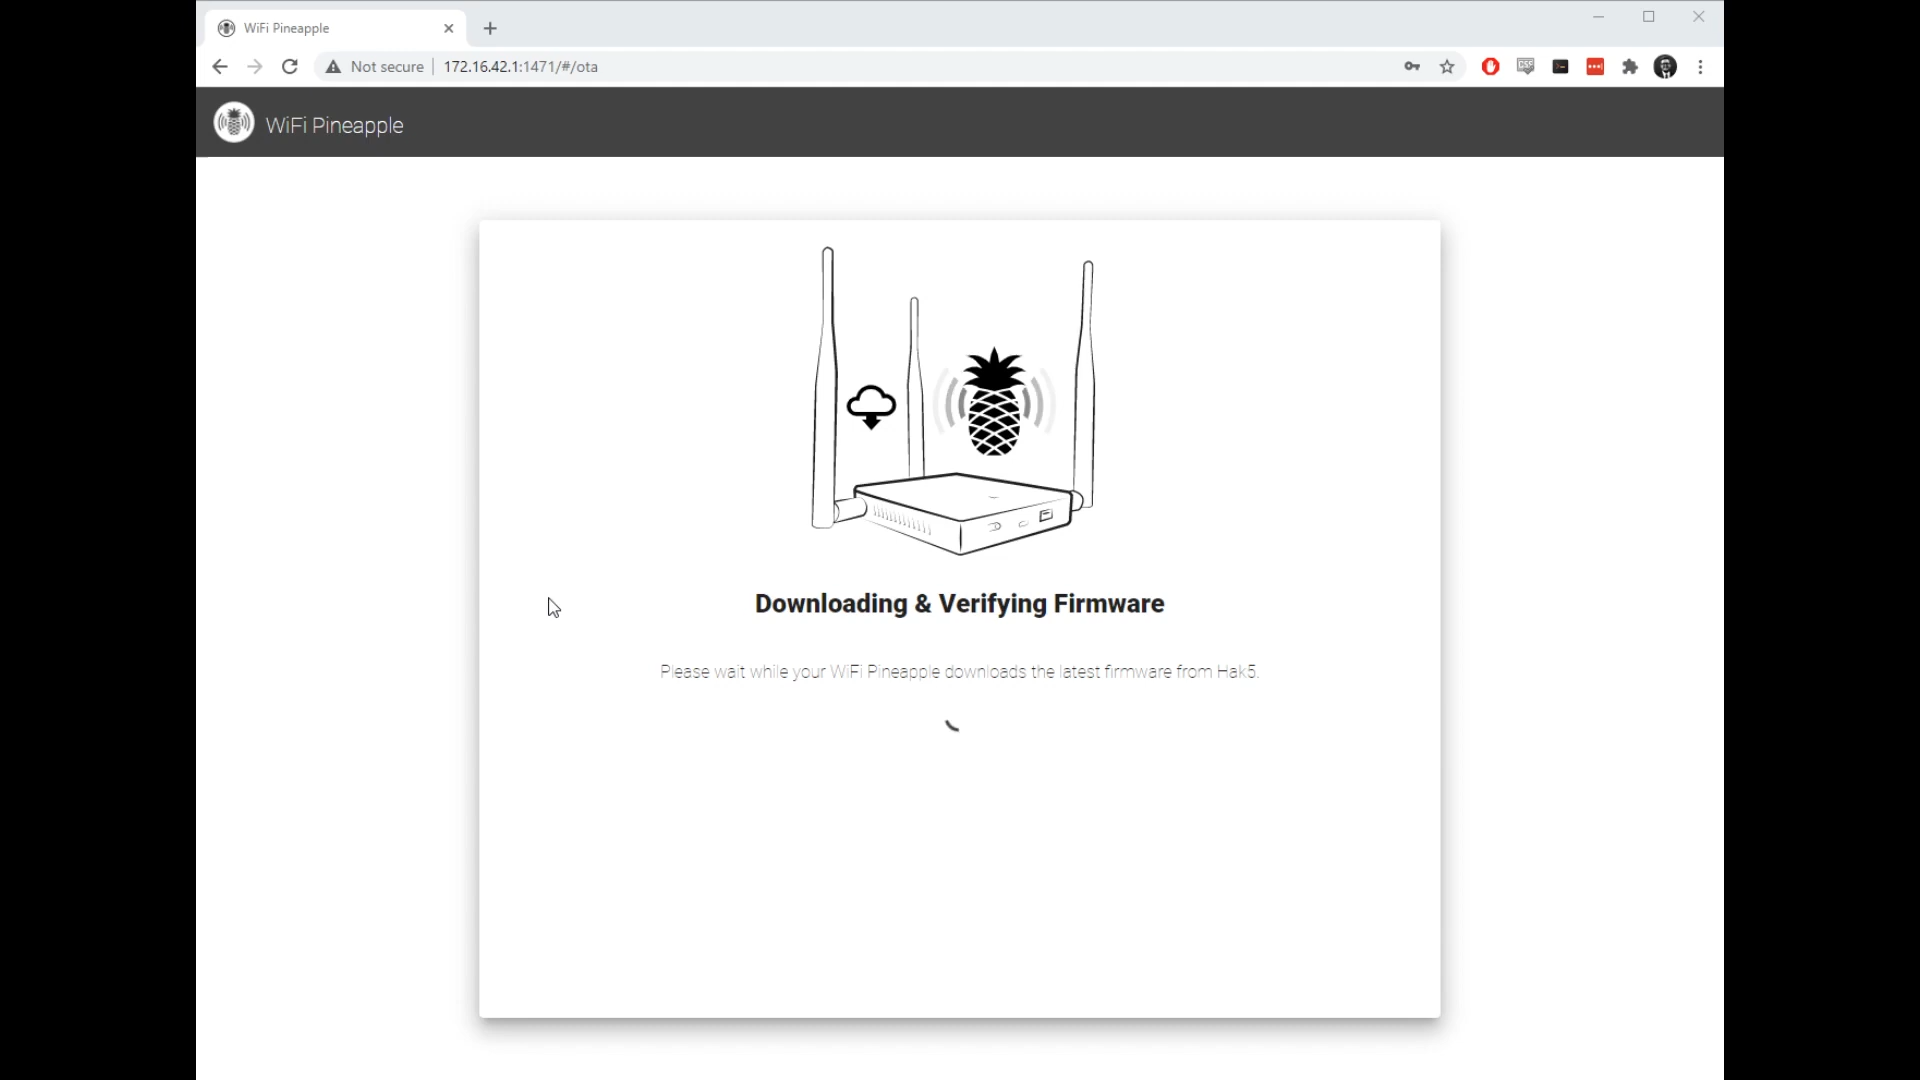 WiFi Pineapple
Not secure
172.16.42.1:1471/#/ota
WiFi Pineapple
Downloading & Verifying Firmware
Please wait while your WiFi Pineapple downloads the latest firmware from Hak5.